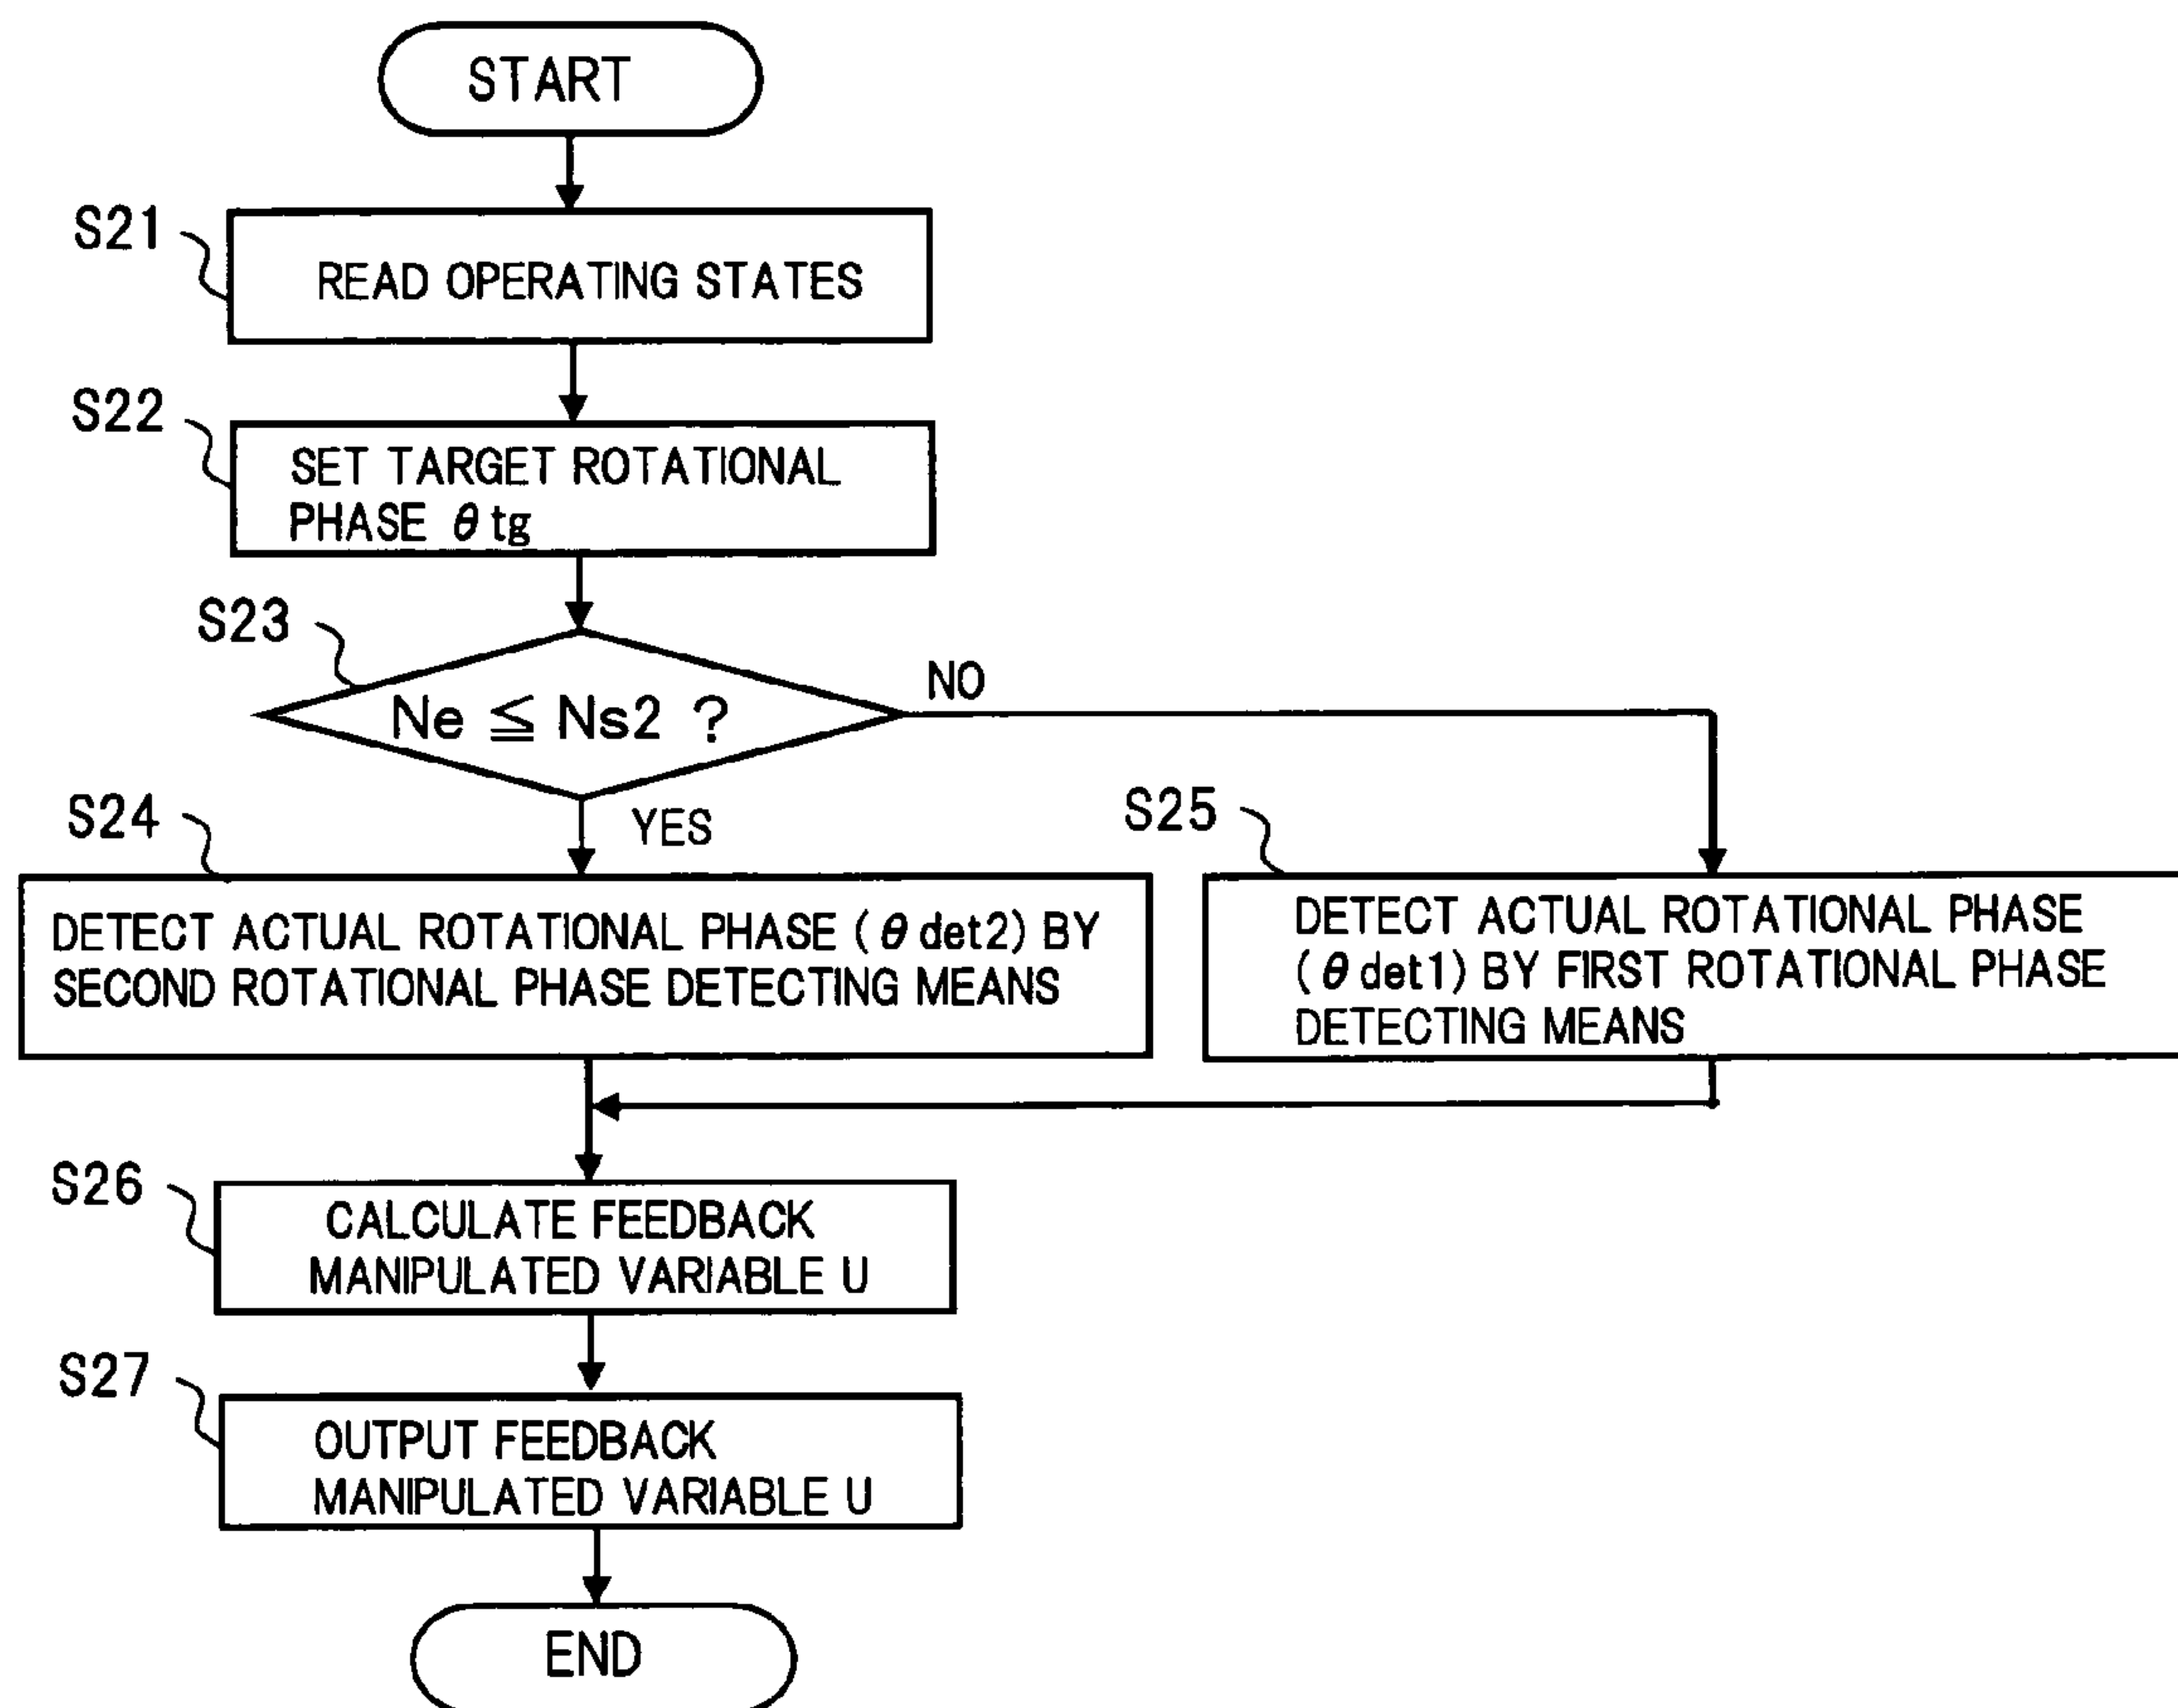 START
S21
READ OPERATING STATES
S22
SET TARGET ROTATIONAL
PHASE θtg
S23
Ne ≦ Ns2 ?
NO
YES
S24
DETECT ACTUAL ROTATIONAL PHASE (θdet2) BY
SECOND ROTATIONAL PHASE DETECTING MEANS
S25
DETECT ACTUAL ROTATIONAL PHASE
(θdet1) BY FIRST ROTATIONAL PHASE
DETECTING MEANS
S26
CALCULATE FEEDBACK
MANIPULATED VARIABLE U
S27
OUTPUT FEEDBACK
MANIPULATED VARIABLE U
END